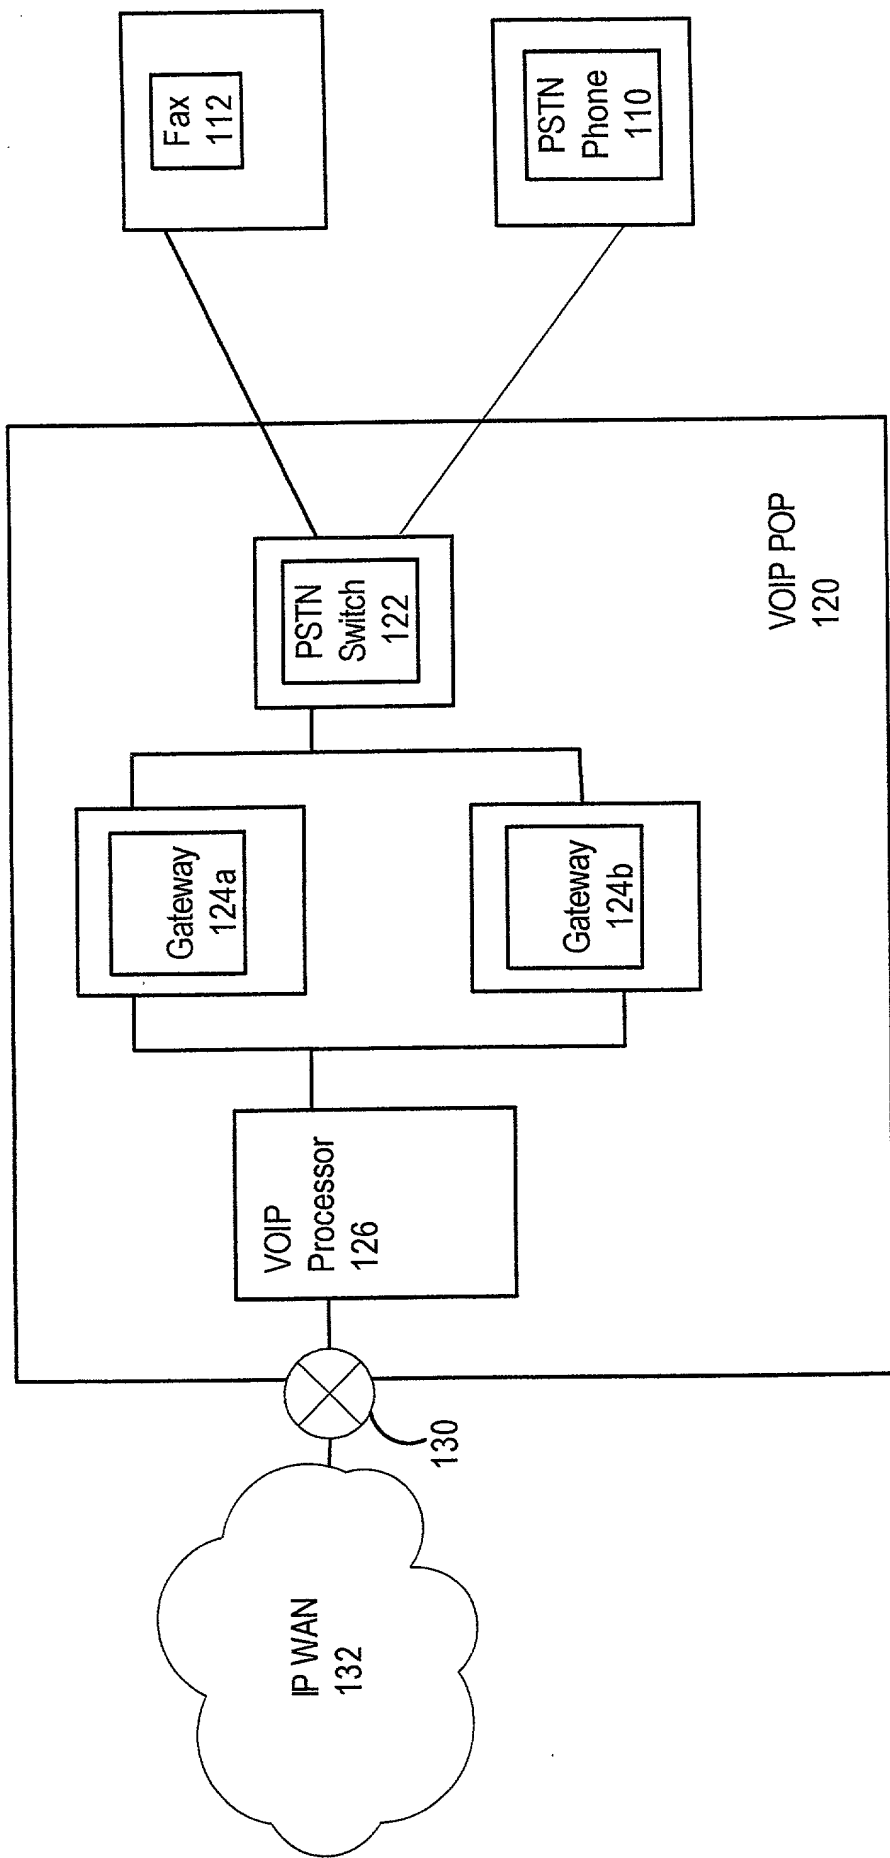 Fax
112
PSTN
Phone
110
PSTN
Switch
122
VOIP POP
120
Gateway
124a
Gateway
124b
VOIP
Processor
126
130
IP WAN
132